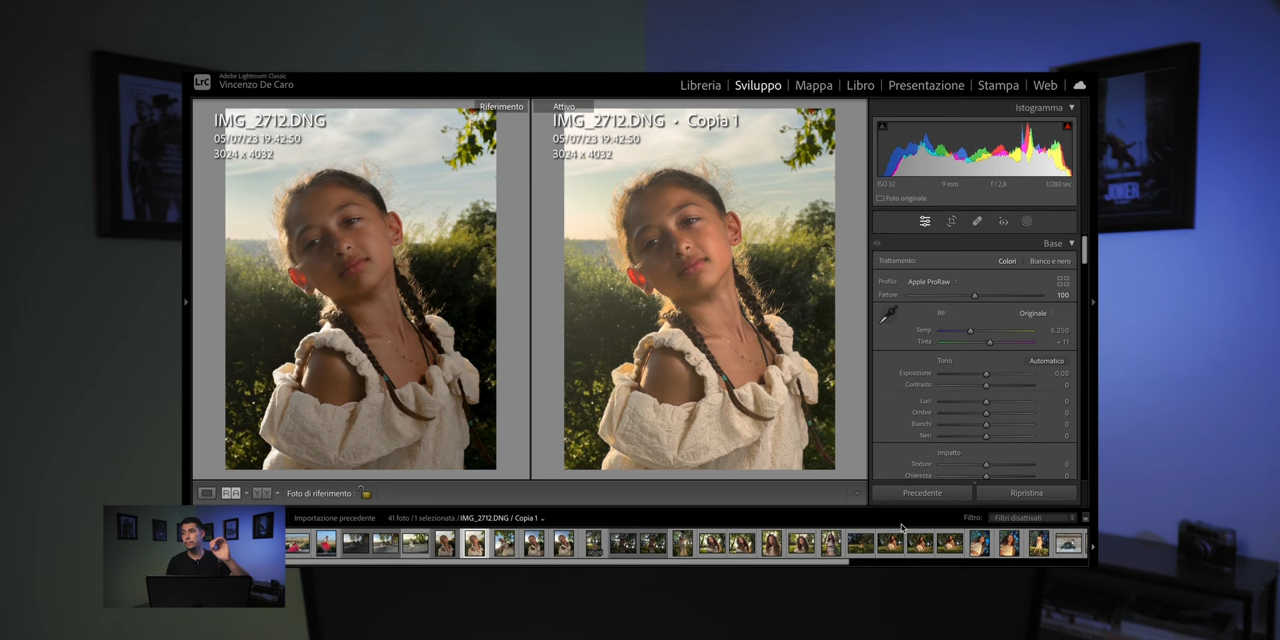 LrC
Adobe Lightroom Classic
Vincenzo De Caro
Libreria | Sviluppo | Mappa | Libro | Presentazione | Stampa | Web
Riferimento
Attivo
IMG_2712.DNG
05/07/23 19:42:50
3024 x 4032
IMG_2712.DNG • Copia 1
05/07/23 19:42:50
3024 x 4032
Istogramma
ISO 32 9 mm f / 2,8 1/280 sec
Foto originale
Base
Trattamento: Colori Bianco e nero
Profilo: Apple ProRaw
Fattore 100
BB: Originale
Temp 5.250
Tinta + 11
Tono Automatico
Esposizione 0,00
Contrasto 0
Luci 0
Ombre 0
Bianchi 0
Neri 0
Impatto
Texture 0
Chiarezza
Precedente Ripristina
Foto di riferimento :
Importazione precedente 41 foto /1 selezionata / IMG_2712.DNG / Copia 1
Filtro: Filtri disattivati
JOKER